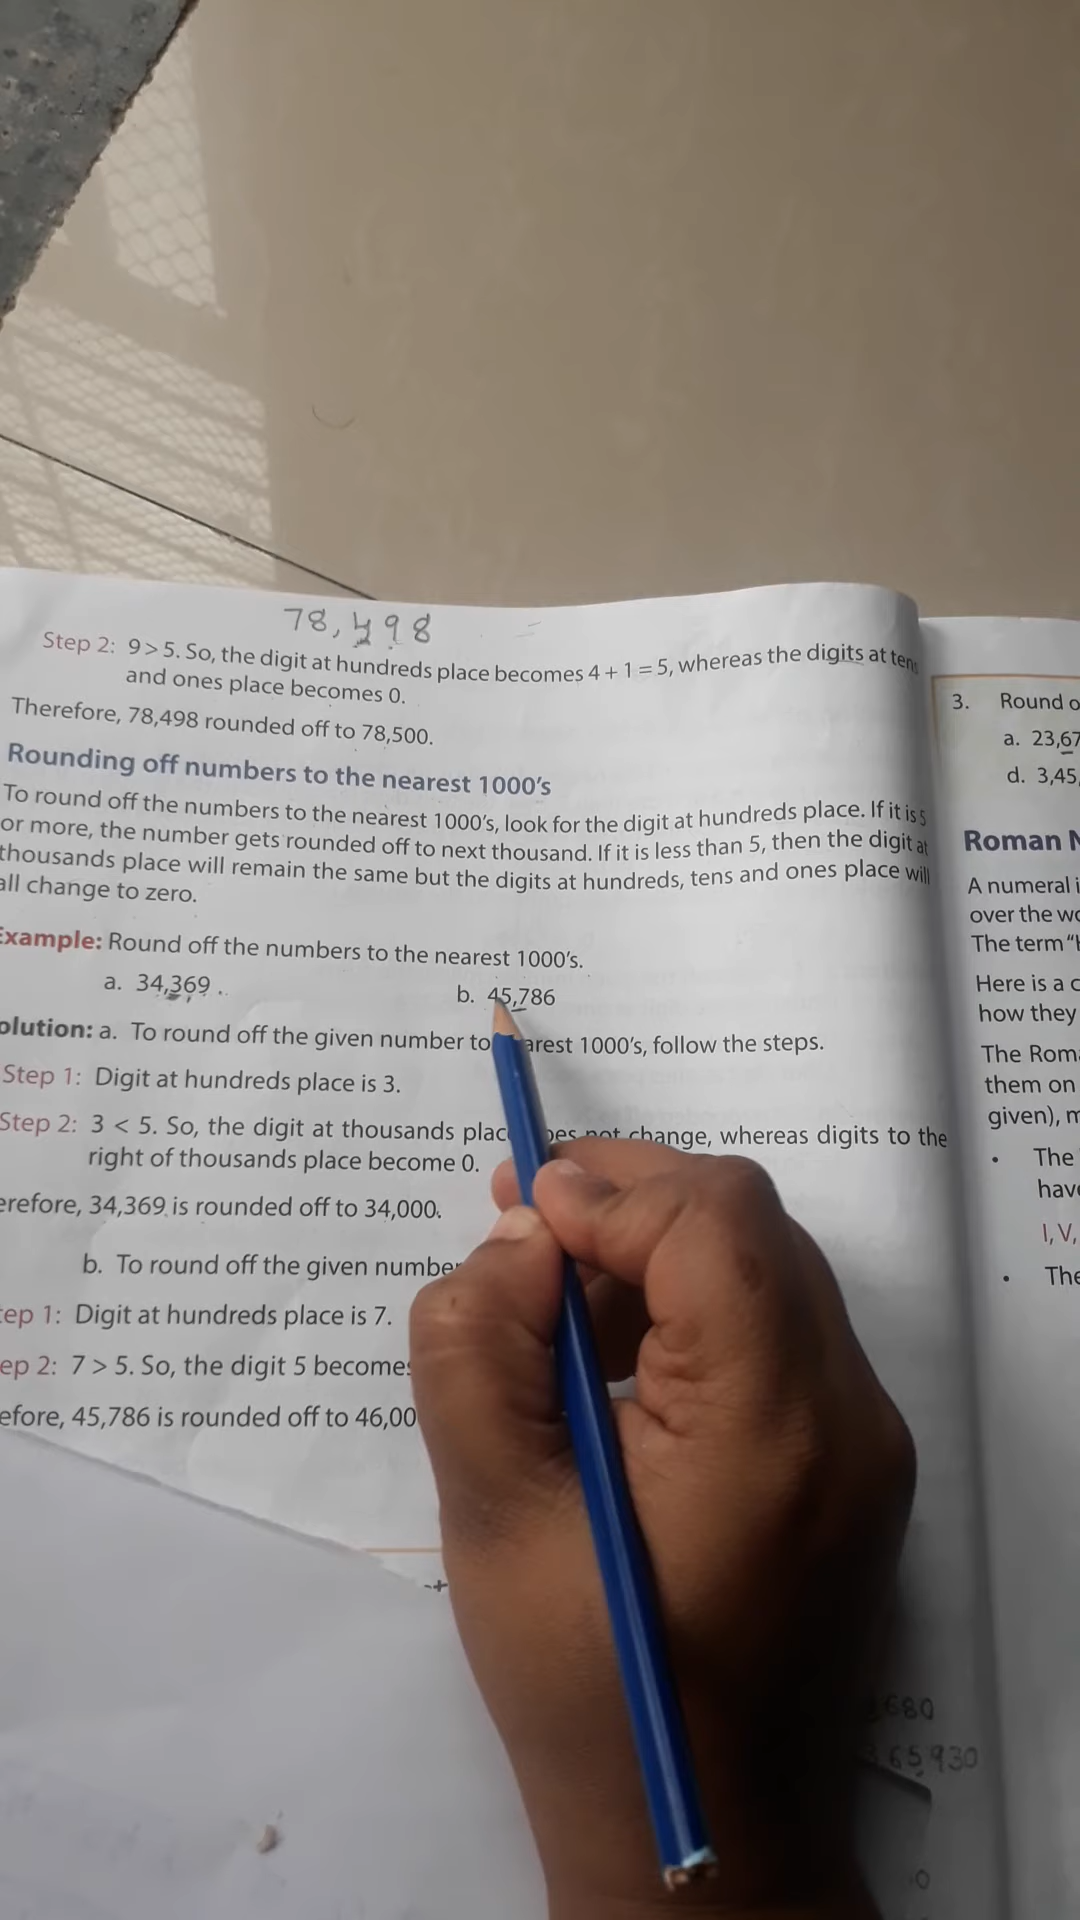 78,498
Step 2: 9 > 5. So, the digit at hundreds place becomes 4 + 1 = 5, whereas the digits at tens
and ones place becomes 0.
Therefore, 78,498 rounded off to 78,500.
Rounding off numbers to the nearest 1000's
To round off the numbers to the nearest 1000's, look for the digit at hundreds place. If it is 5
or more, the number gets rounded off to next thousand. If it is less than 5, then the digit at
thousands place will remain the same but the digits at hundreds, tens and ones place will
all change to zero.
Example: Round off the numbers to the nearest 1000's.
a. 34,369
b. 45,786
olution: a. To round off the given number to arest 1000's, follow the steps.
Step 1: Digit at hundreds place is 3.
Step 2: 3 < 5. So, the digit at thousands plac not change, whereas digits to the
right of thousands place become 0.
erefore, 34,369 is rounded off to 34,000.
b. To round off the given number
tep 1: Digit at hundreds place is 7.
ep 2: 7 > 5. So, the digit 5 becomes
efore, 45,786 is rounded off to 46,00
680
65,930
0
3. Round o
a. 23,67
d. 3,45,
Roman N
A numeral i
over the wo
The term "
Here is a c
how they
The Roma
them on
given), m
• The
have
I, V,
• The